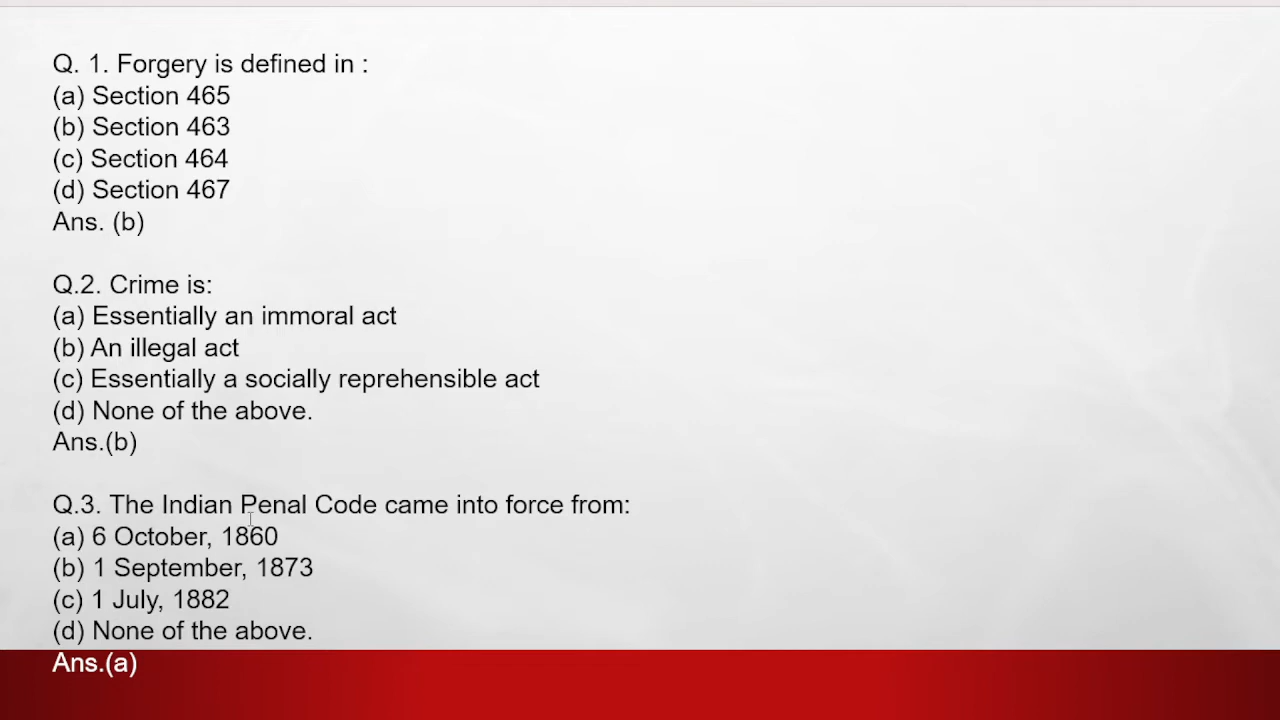 Q. 1. Forgery is defined in :
(a) Section 465
(b) Section 463
(c) Section 464
(d) Section 467
Ans. (b)
Q.2. Crime is:
(a) Essentially an immoral act
(b) An illegal act
(c) Essentially a socially reprehensible act
(d) None of the above.
Ans.(b)
Q.3. The Indian Penal Code came into force from:
(a) 6 October, 1860
(b) 1 September, 1873
(c) 1 July, 1882
(d) None of the above.
Ans.(a)